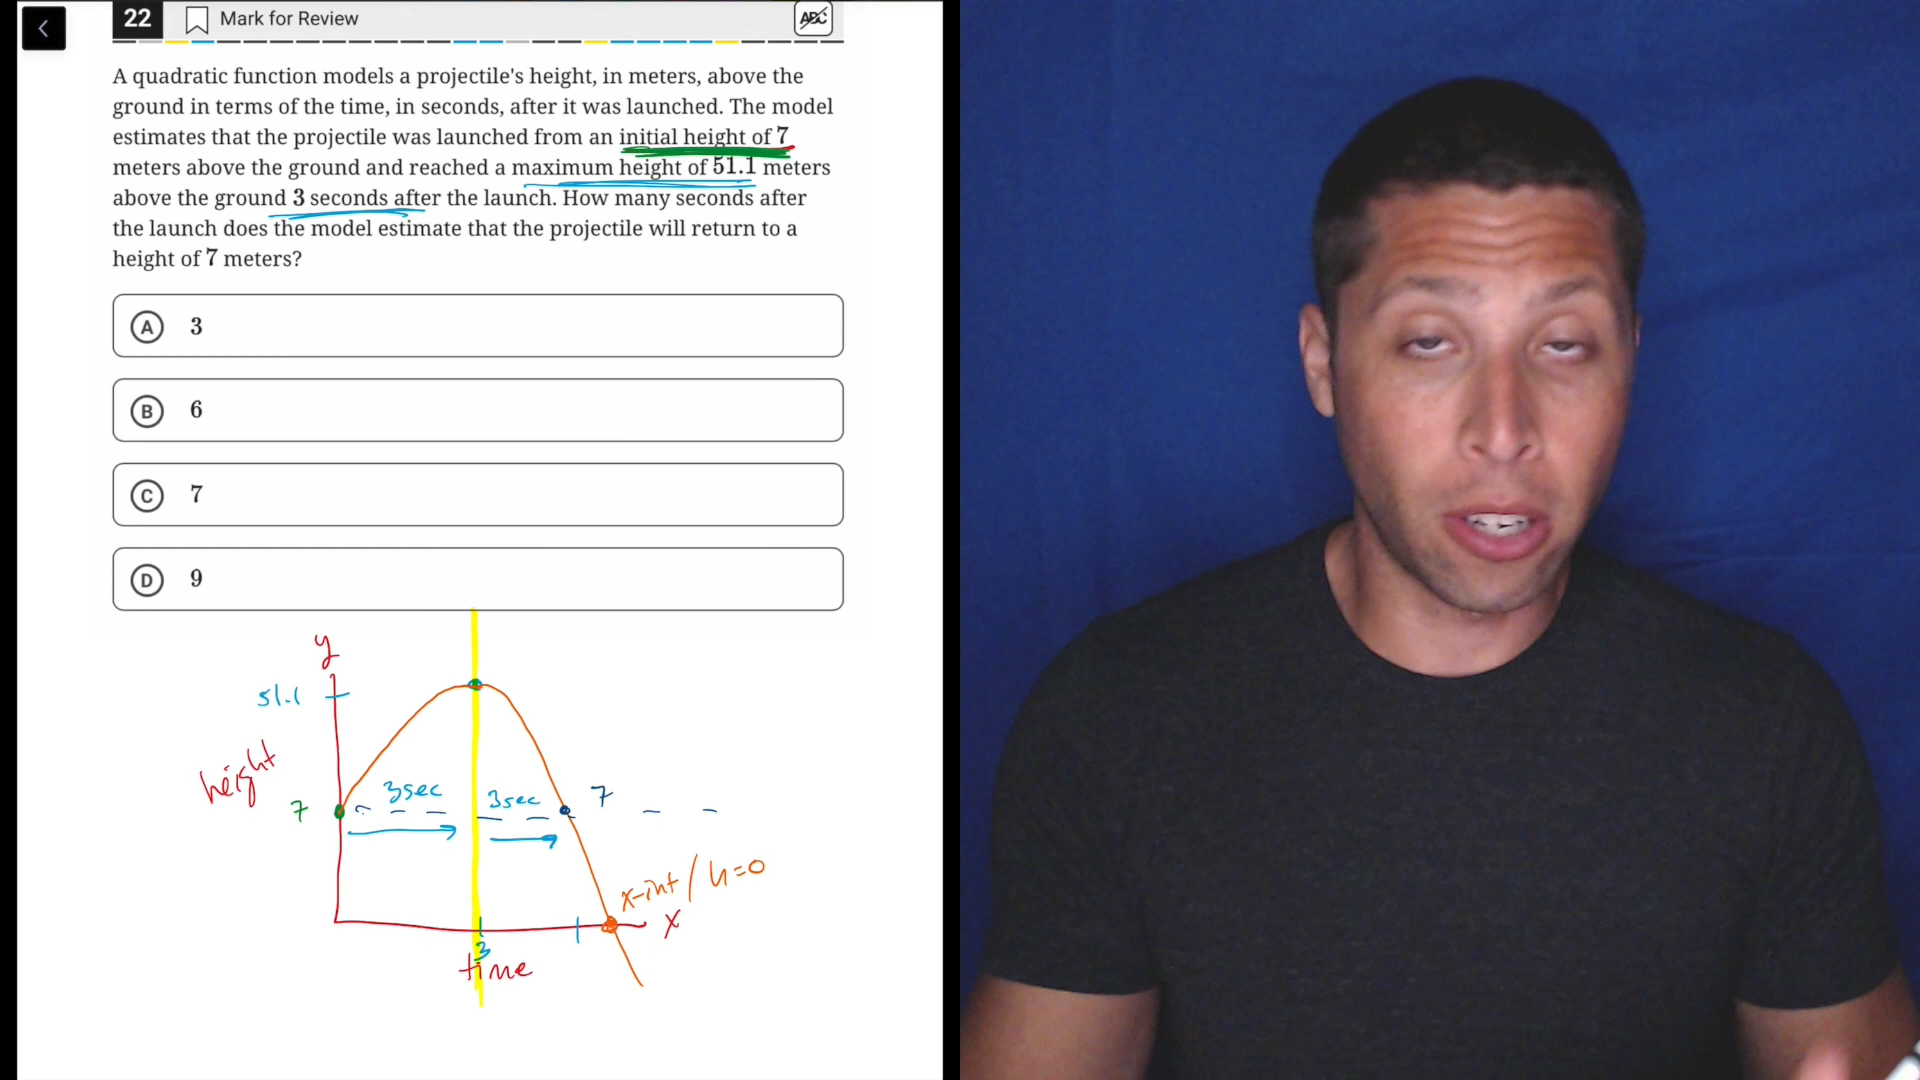 22 Mark for Review ABC
A quadratic function models a projectile's height, in meters, above the
ground in terms of the time, in seconds, after it was launched. The model
estimates that the projectile was launched from an initial height of 7
meters above the ground and reached a maximum height of 51.1 meters
above the ground 3 seconds after the launch. How many seconds after
the launch does the model estimate that the projectile will return to a
height of 7 meters?
A 3
B 6
C 7
D 9
y
51.1
height
7 3sec 3sec 7
x-int / h=0
x
3
time